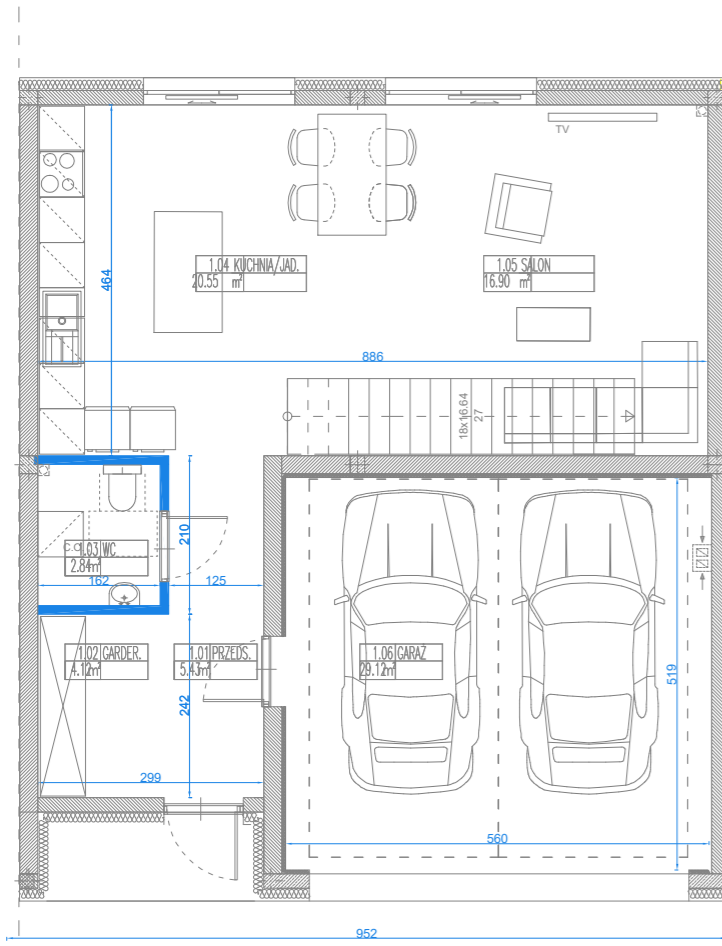 TV
1.04 KUCHNIA/JAD.
20.55 m²
1.05 SALON
16.90 m²
464
886
18x16.64
27
210
C.O.
1.03 WC
2.84m²
162
125
1.02 GARDER.
4.12m²
1.01 PRZEDS.
5.43m²
1.06 GARAŻ
29.12m²
519
242
299
560
952